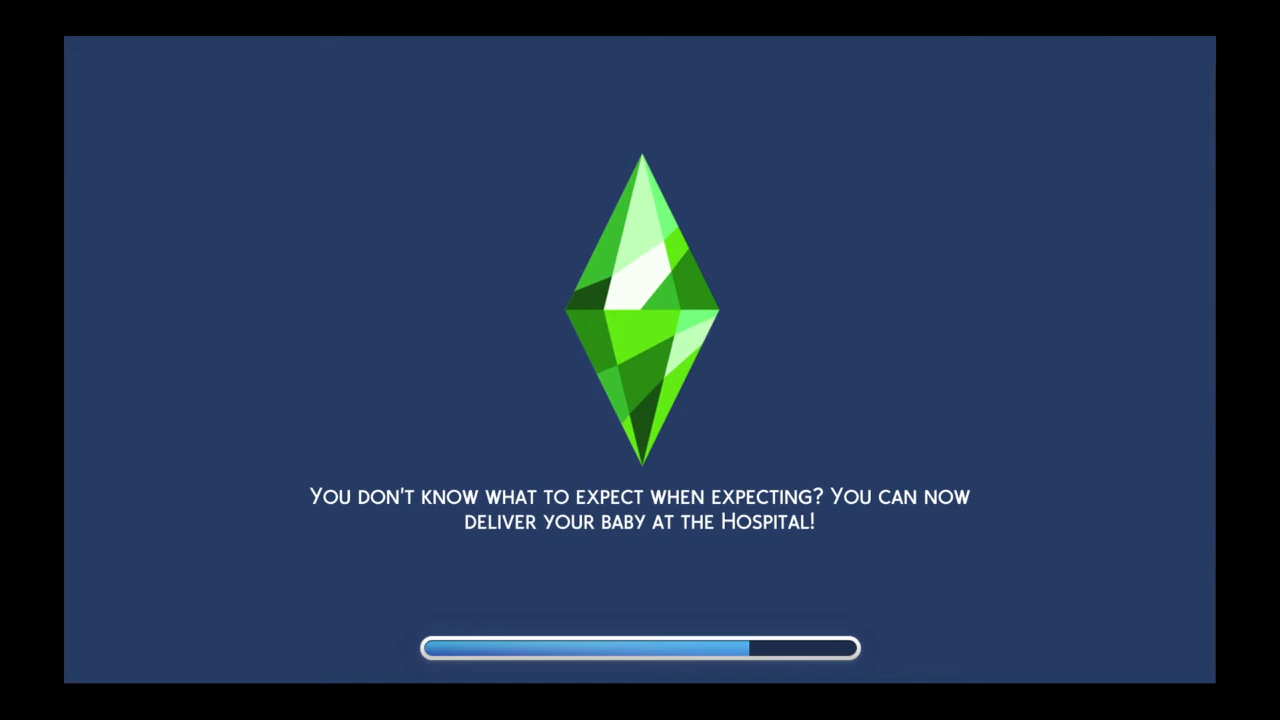 You don't know what to expect when expecting? You can now
deliver your baby at the Hospital!